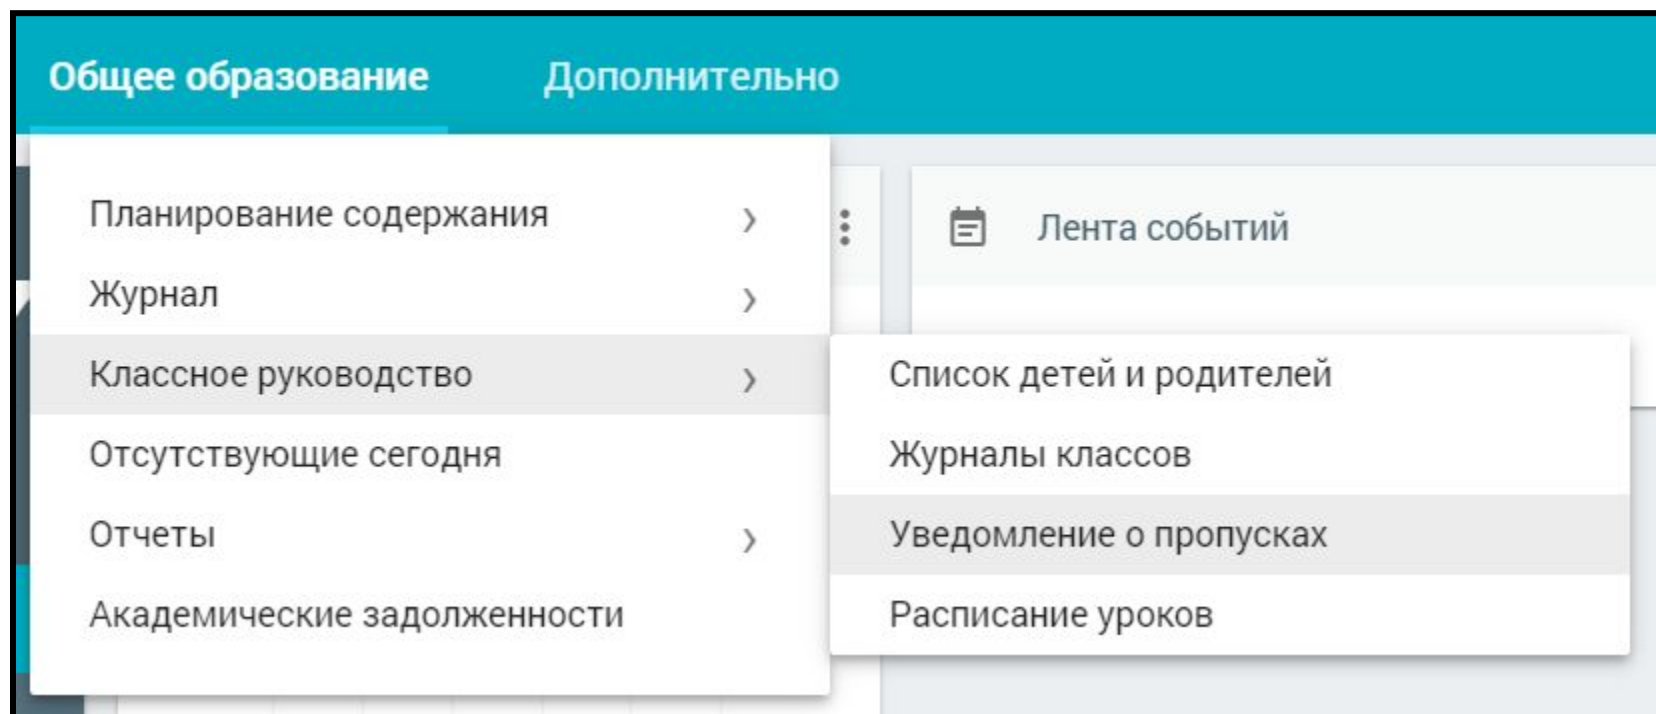 Общее образование Дополнительно
Планирование содержания
Лента событий
Журнал
Классное руководство
Список детей и родителей
Отсутствующие сегодня
Журналы классов
Отчеты
Уведомление о пропусках
Академические задолженности
Расписание уроков